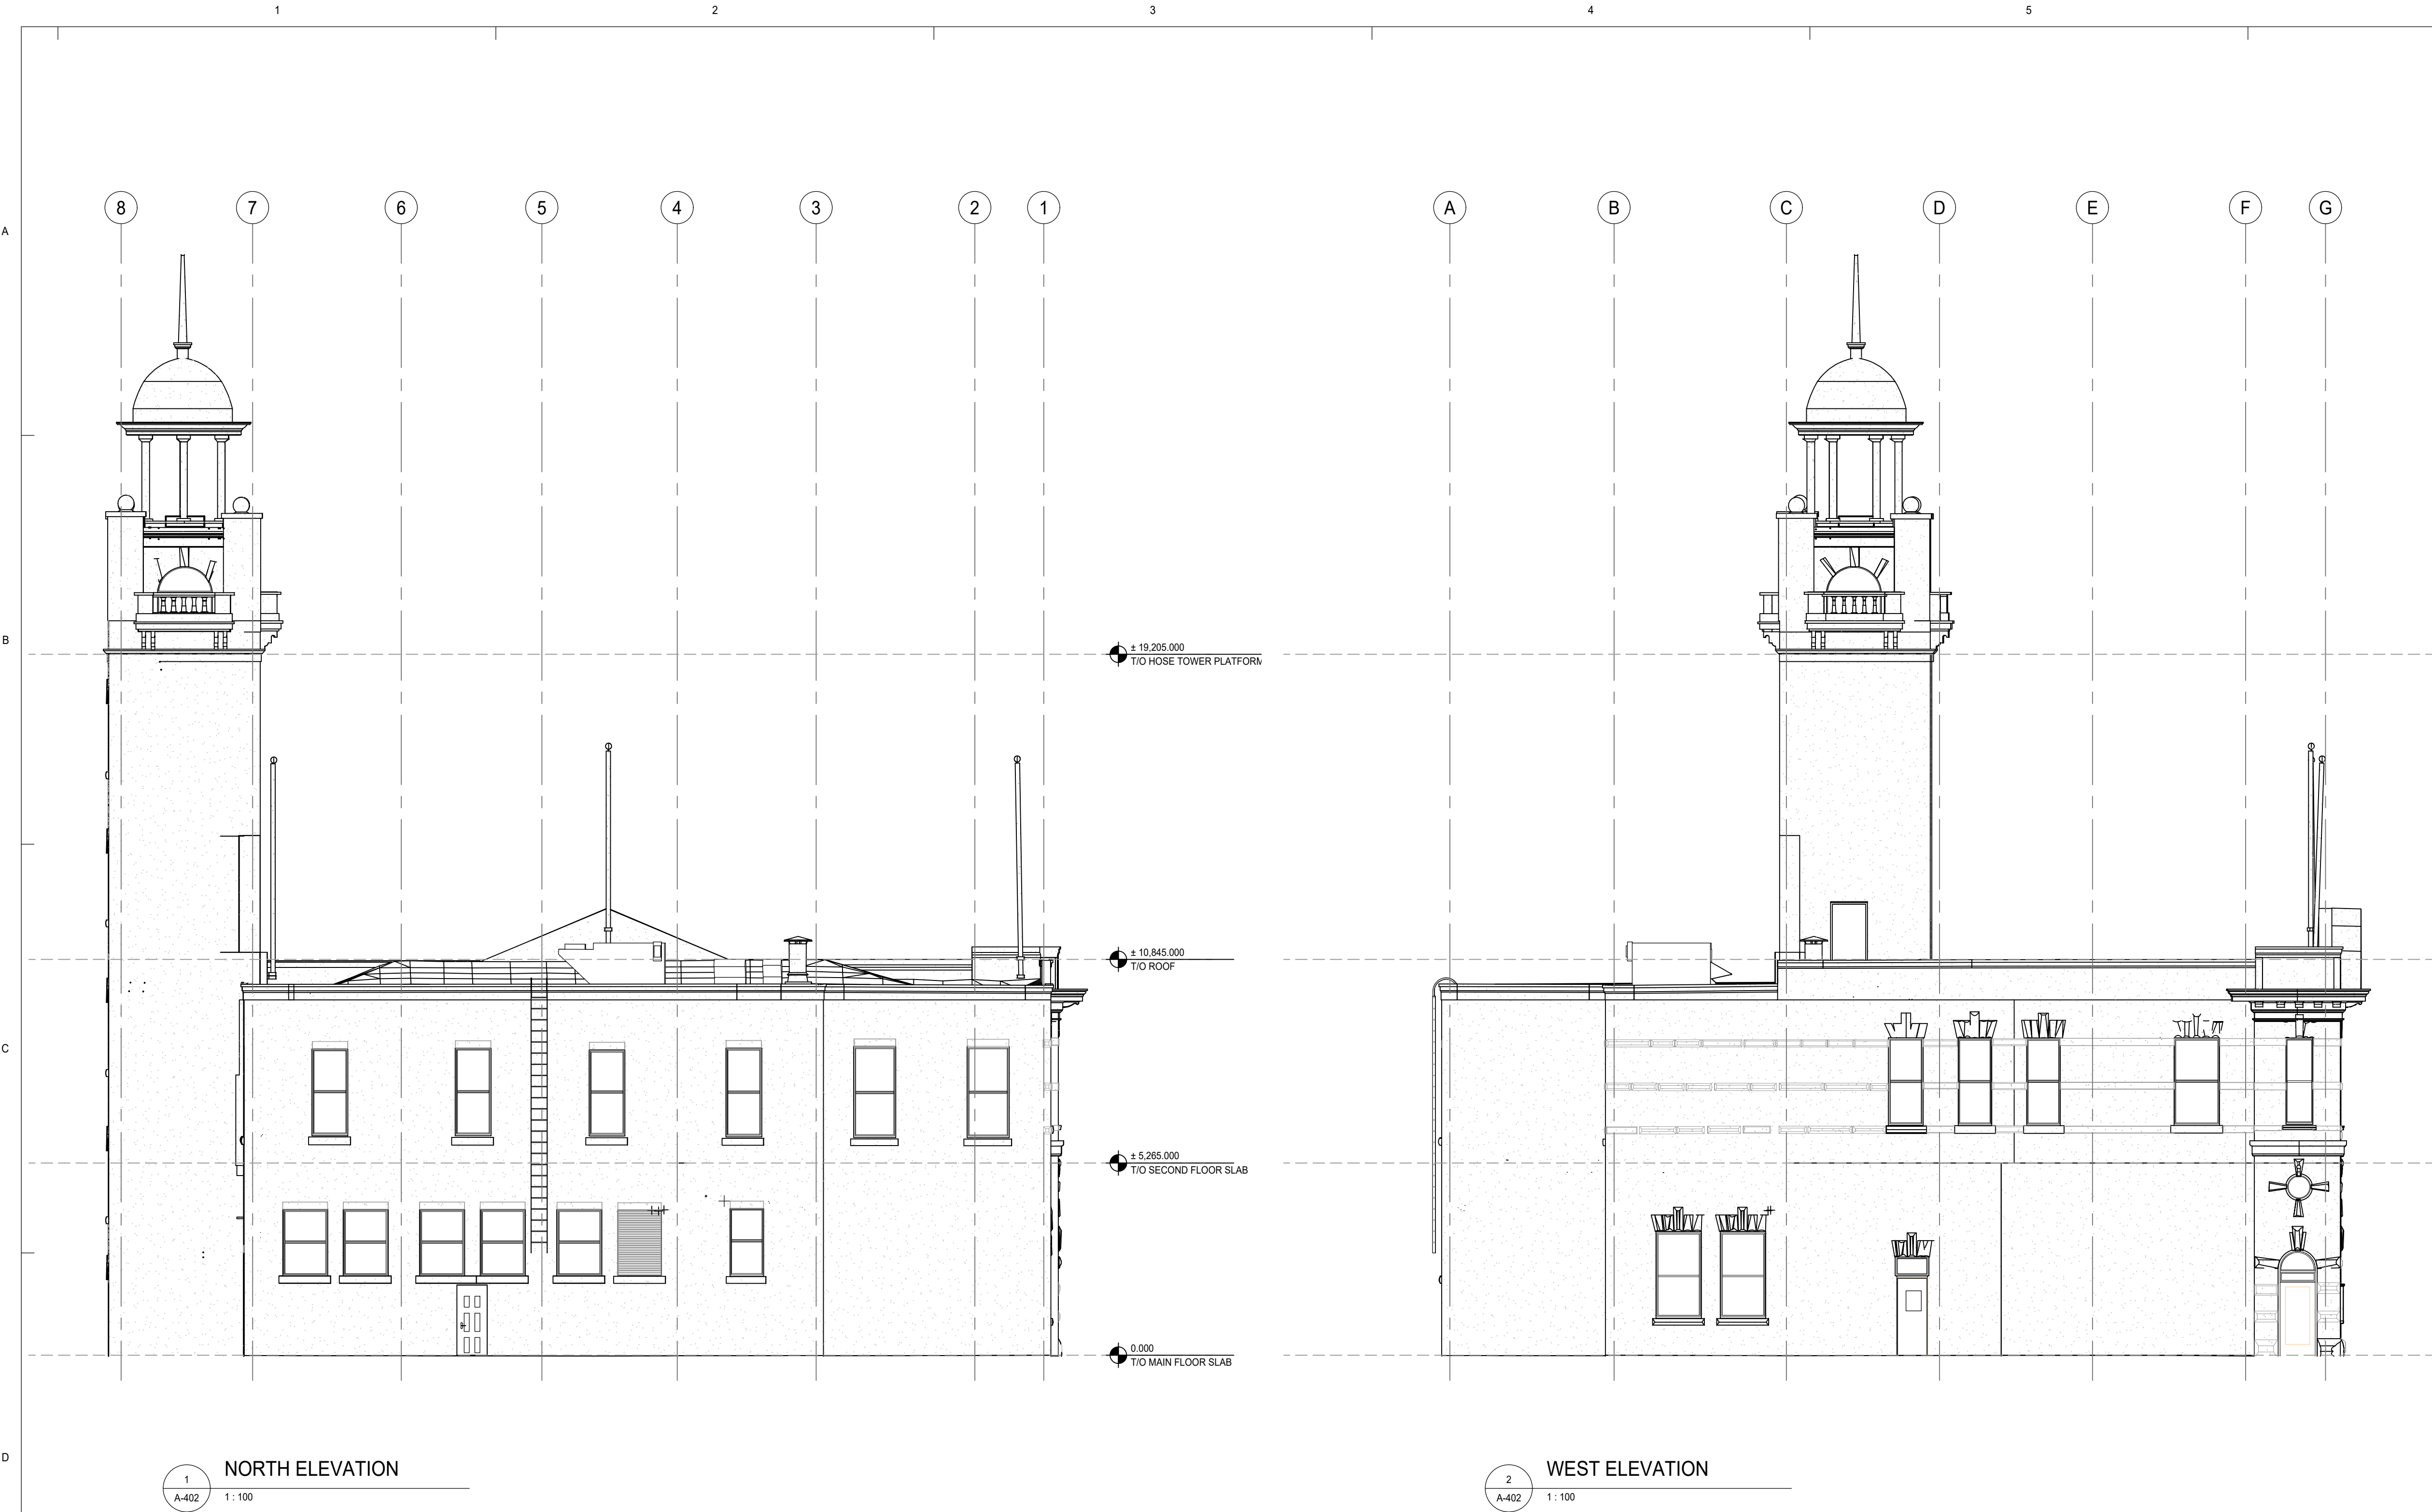 1 2 3 4 5
A
B
C
D
8 7 6 5 4 3 2 1
A B C D E F G
± 19,205.000
T/O HOSE TOWER PLATFORM
± 10,845.000
T/O ROOF
± 5,265.000
T/O SECOND FLOOR SLAB
0.000
T/O MAIN FLOOR SLAB
1
A-402
NORTH ELEVATION
1 : 100
2
A-402
WEST ELEVATION
1 : 100